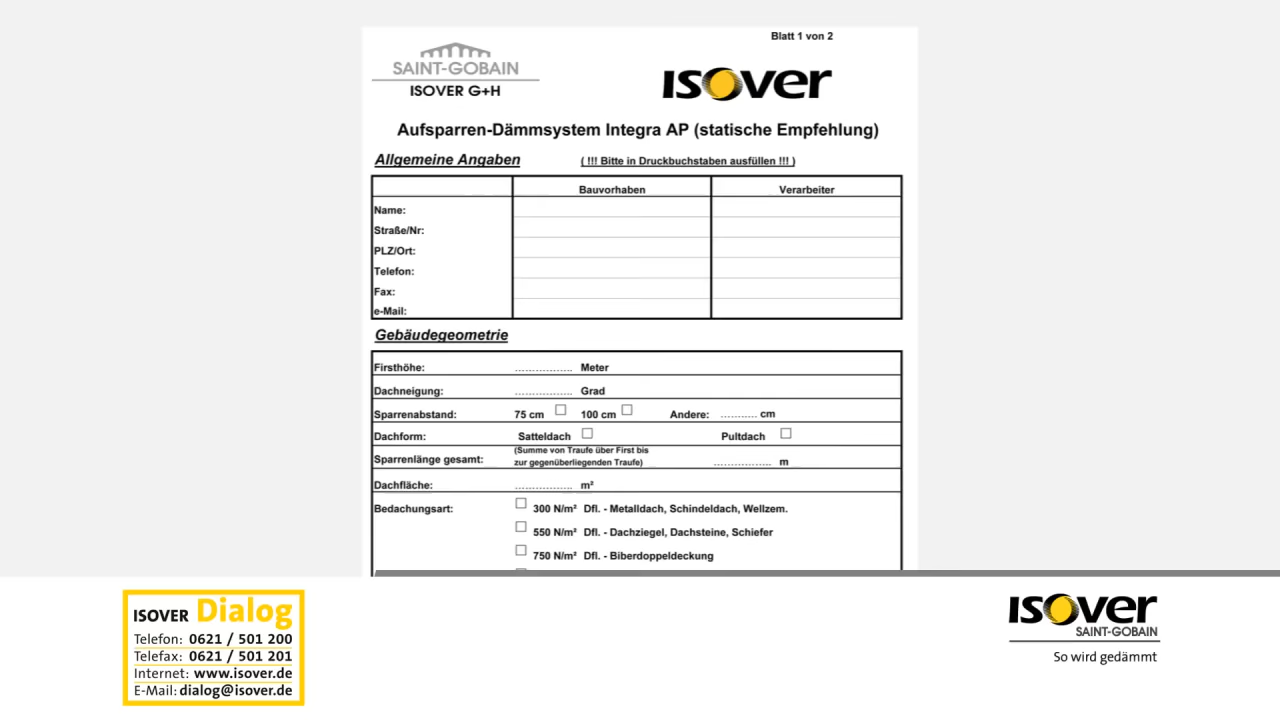 Blatt 1 von 2
SAINT-GOBAIN
ISOVER G+H
ISOVER
Aufsparren-Dämmsystem Integra AP (statische Empfehlung)
Allgemeine Angaben ( !!! Bitte in Druckbuchstaben ausfüllen !!! )
Bauvorhaben Verarbeiter
Name:
Straße/Nr:
PLZ/Ort:
Telefon:
Fax:
e-Mail:
Gebäudegeometrie
Firsthöhe: ................. Meter
Dachneigung: ................. Grad
Sparrenabstand: 75 cm 100 cm Andere: ........... cm
Dachform: Satteldach Pultdach
Sparrenlänge gesamt: (Summe von Traufe über First bis
zur gegenüberliegenden Traufe) ................. m
Dachfläche: ................. m²
Bedachungsart: 300 N/m² Dfl. - Metalldach, Schindeldach, Wellzem.
550 N/m² Dfl. - Dachziegel, Dachsteine, Schiefer
750 N/m² Dfl. - Biberdoppeldeckung
ISOVER Dialog
Telefon: 0621 / 501 200
Telefax: 0621 / 501 201
Internet: www.isover.de
E-Mail: dialog@isover.de
ISOVER
SAINT-GOBAIN
So wird gedämmt